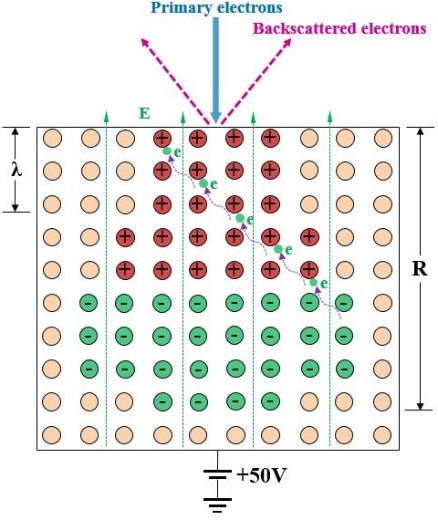 Primary electrons
Backscattered electrons
E
λ
e
e
e
e
e
R
+ + + +
+ + + +
+ + + +
+ + + + + +
+ + + + + +
- - - - - - - -
- - - - - - - -
- - - - - - - -
- - - -
+50V